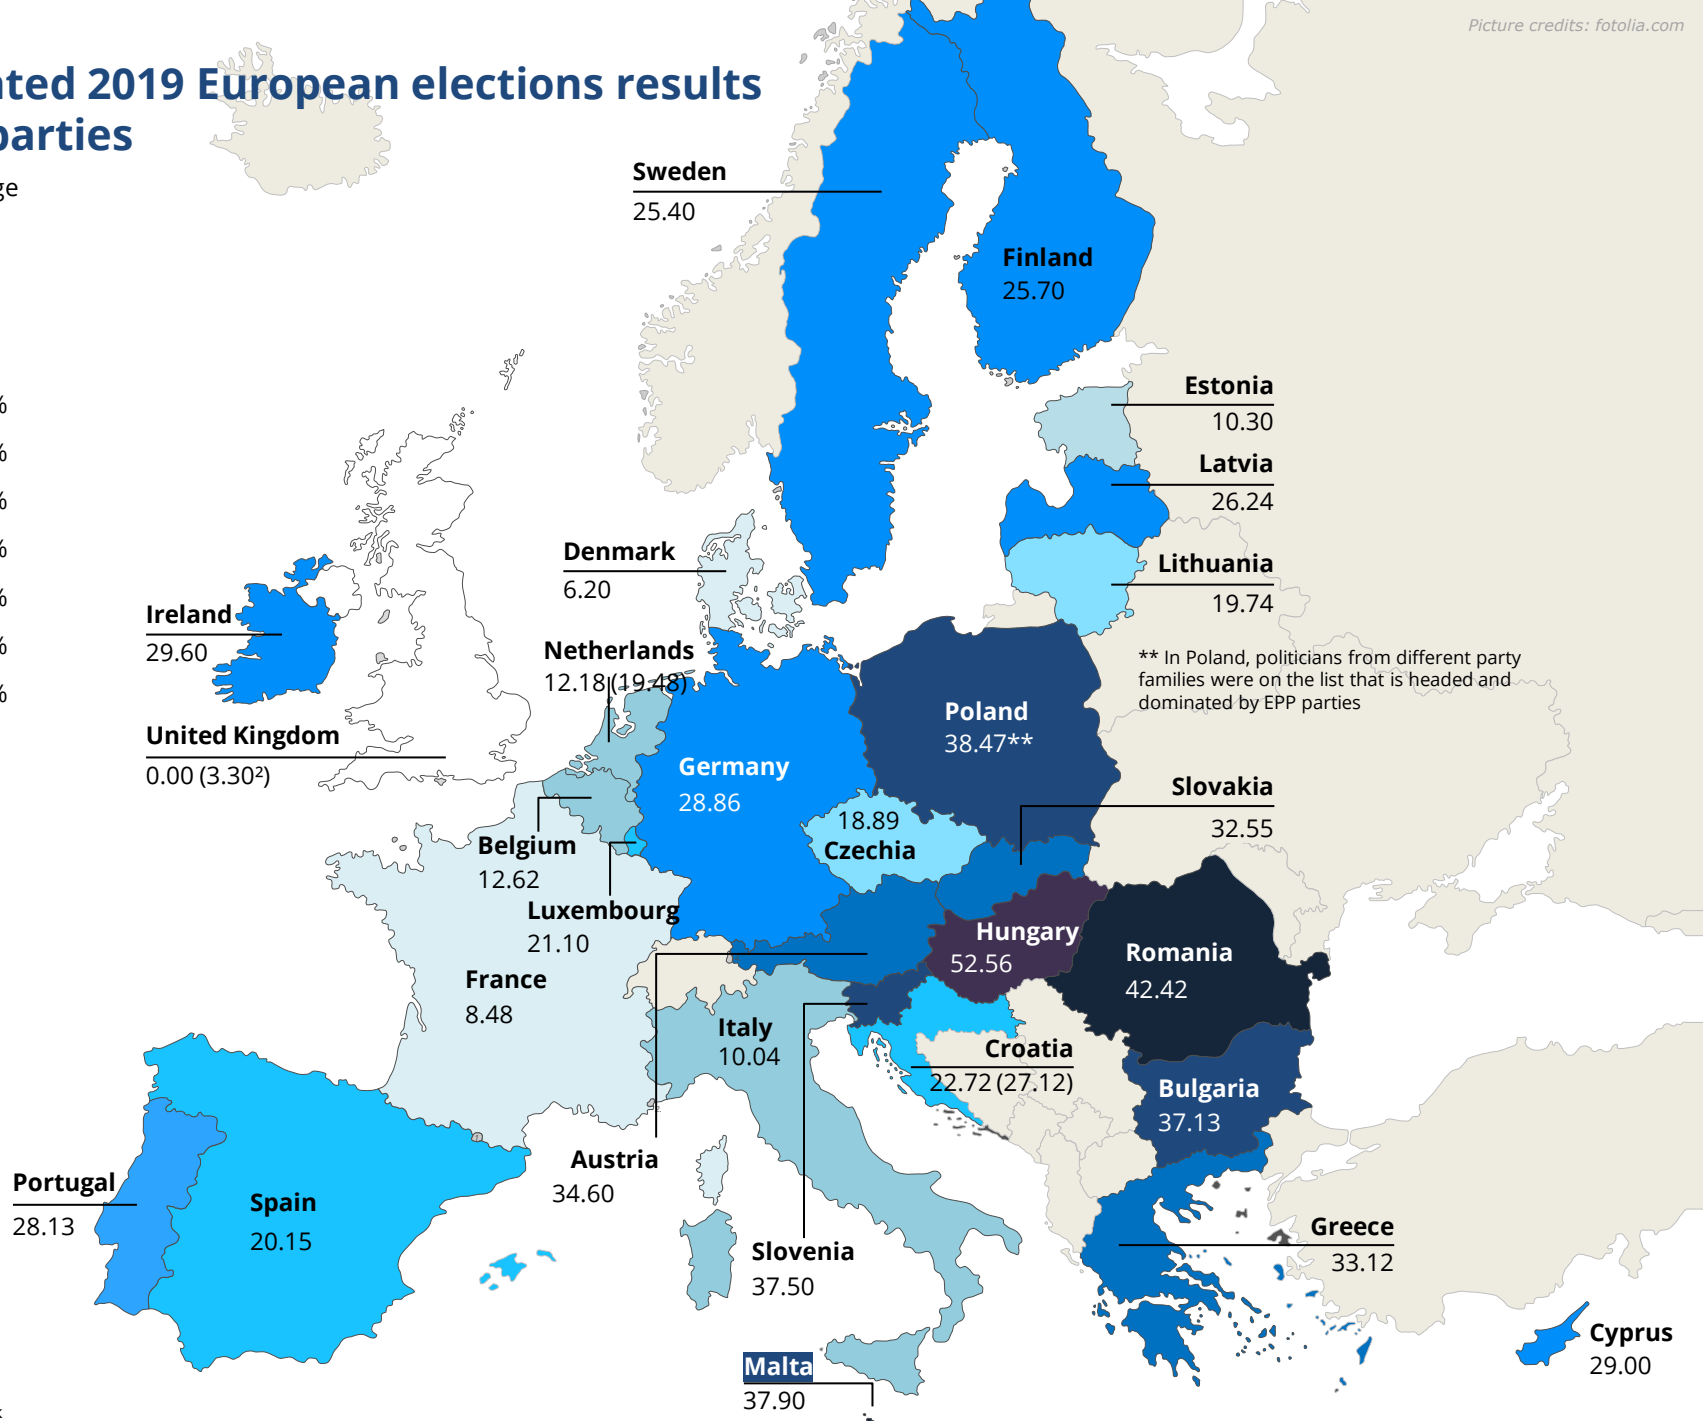 Picture credits: fotolia.com
ated 2019 European elections results
parties
ge
Sweden
25.40
Finland
25.70
%
%
%
%
%
%
%
Estonia
10.30
Latvia
26.24
Lithuania
19.74
Denmark
6.20
Ireland
29.60
Netherlands
12.18 (19.48)
** In Poland, politicians from different party
families were on the list that is headed and
dominated by EPP parties
United Kingdom
0.00 (3.30²)
Poland
38.47**
Germany
28.86
Slovakia
32.55
18.89
Czechia
Belgium
12.62
Luxembourg
21.10
France
8.48
Hungary
52.56
Romania
42.42
Italy
10.04
Croatia
22.72 (27.12)
Bulgaria
37.13
Austria
34.60
Portugal
28.13
Spain
20.15
Slovenia
37.50
Greece
33.12
Malta
37.90
Cyprus
29.00